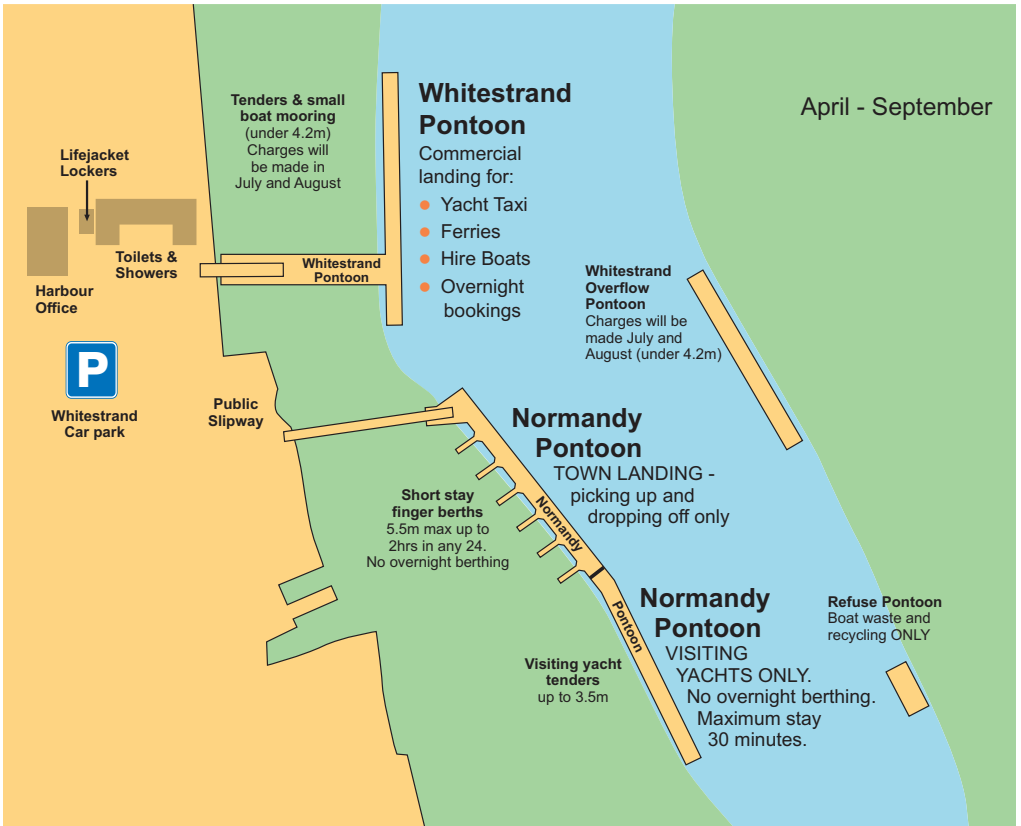 April - September
Tenders & small
boat mooring
(under 4.2m)
Charges will
be made in
July and August
Whitestrand
Pontoon
Commercial
landing for:
Yacht Taxi
Ferries
Hire Boats
Overnight
bookings
Lifejacket
Lockers
Toilets &
Showers
Harbour
Office
Whitestrand
Pontoon
Whitestrand
Overflow
Pontoon
Charges will be
made July and
August (under 4.2m)
P
Whitestrand
Car park
Public
Slipway
Normandy
Pontoon
TOWN LANDING -
picking up and
dropping off only
Short stay
finger berths
5.5m max up to
2hrs in any 24.
No overnight berthing
Normandy
Pontoon
Normandy
Pontoon
VISITING
YACHTS ONLY.
No overnight berthing.
Maximum stay
30 minutes.
Visiting yacht
tenders
up to 3.5m
Refuse Pontoon
Boat waste and
recycling ONLY